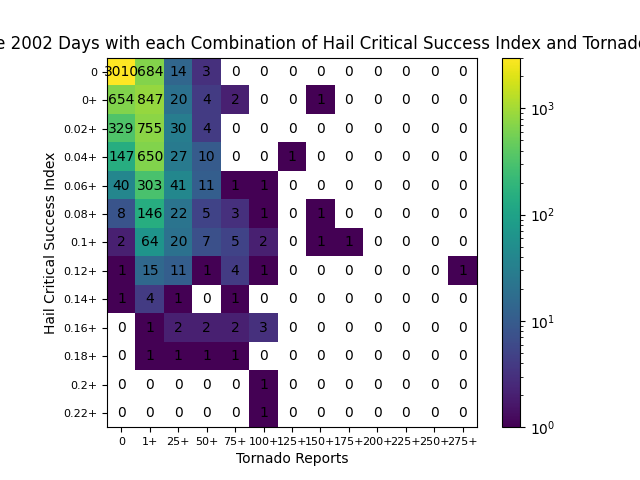 e 2002 Days with each Combination of Hail Critical Success Index and Tornado
Hail Critical Success Index
0 3010 684 14 3 0 0 0 0 0 0 0 0 0
0+ 654 847 20 4 2 0 0 1 0 0 0 0 0
0.02+ 329 755 30 4 0 0 0 0 0 0 0 0 0
0.04+ 147 650 27 10 0 0 1 0 0 0 0 0 0
0.06+ 40 303 41 11 1 1 0 0 0 0 0 0 0
0.08+ 8 146 22 5 3 1 0 1 0 0 0 0 0
0.1+ 2 64 20 7 5 2 0 1 1 0 0 0 0
0.12+ 1 15 11 1 4 1 0 0 0 0 0 0 1
0.14+ 1 4 1 0 1 0 0 0 0 0 0 0 0
0.16+ 0 1 2 2 2 3 0 0 0 0 0 0 0
0.18+ 0 1 1 1 1 0 0 0 0 0 0 0 0
0.2+ 0 0 0 0 0 1 0 0 0 0 0 0 0
0.22+ 0 0 0 0 0 1 0 0 0 0 0 0 0
0 1+ 25+ 50+ 75+ 100+ 125+ 150+ 175+ 200+ 225+ 250+ 275+
Tornado Reports
10³
10²
10¹
10⁰